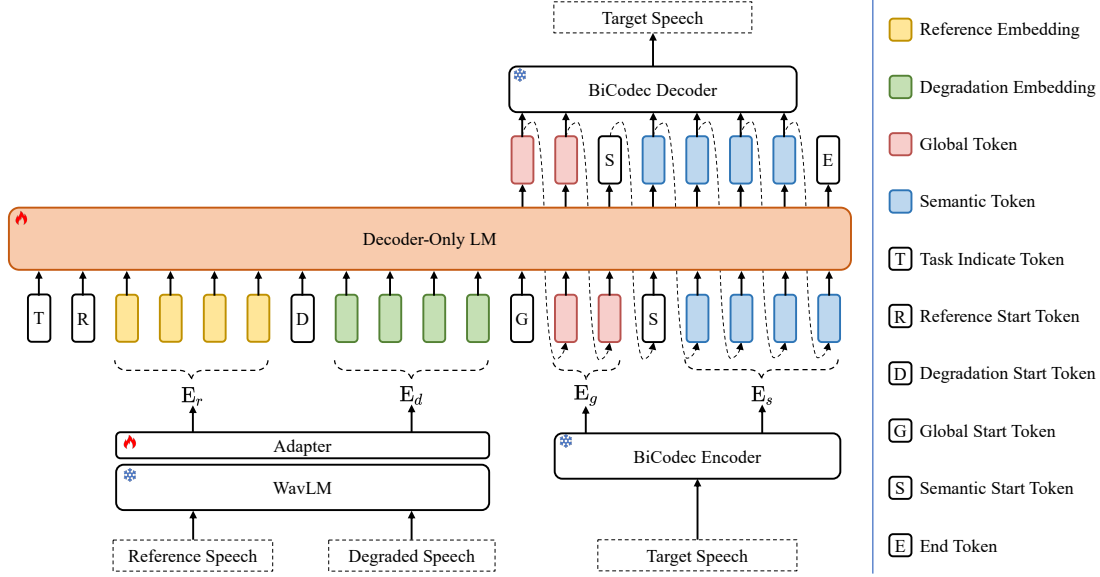 Target Speech
BiCodec Decoder
S
E
Decoder-Only LM
T R D G S
E_r E_d E_g E_s
Adapter
WavLM
BiCodec Encoder
Reference Speech
Degraded Speech
Target Speech
Reference Embedding
Degradation Embedding
Global Token
Semantic Token
T Task Indicate Token
R Reference Start Token
D Degradation Start Token
G Global Start Token
S Semantic Start Token
E End Token